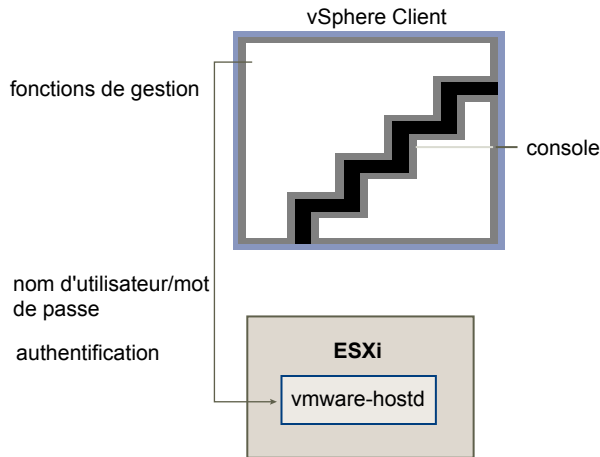 vSphere Client
fonctions de gestion
console
nom d'utilisateur/mot
de passe
authentification
ESXi
vmware-hostd